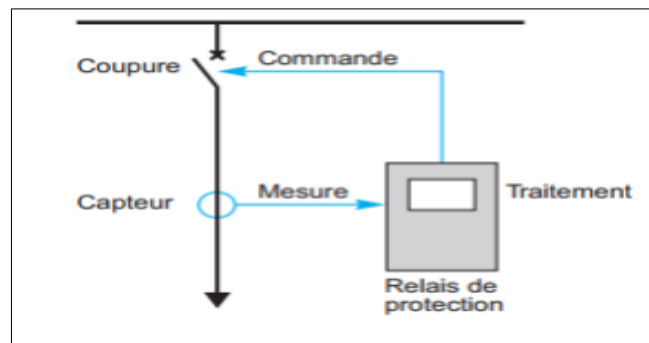 Coupure
Commande
Capteur
Mesure
Traitement
Relais de
protection